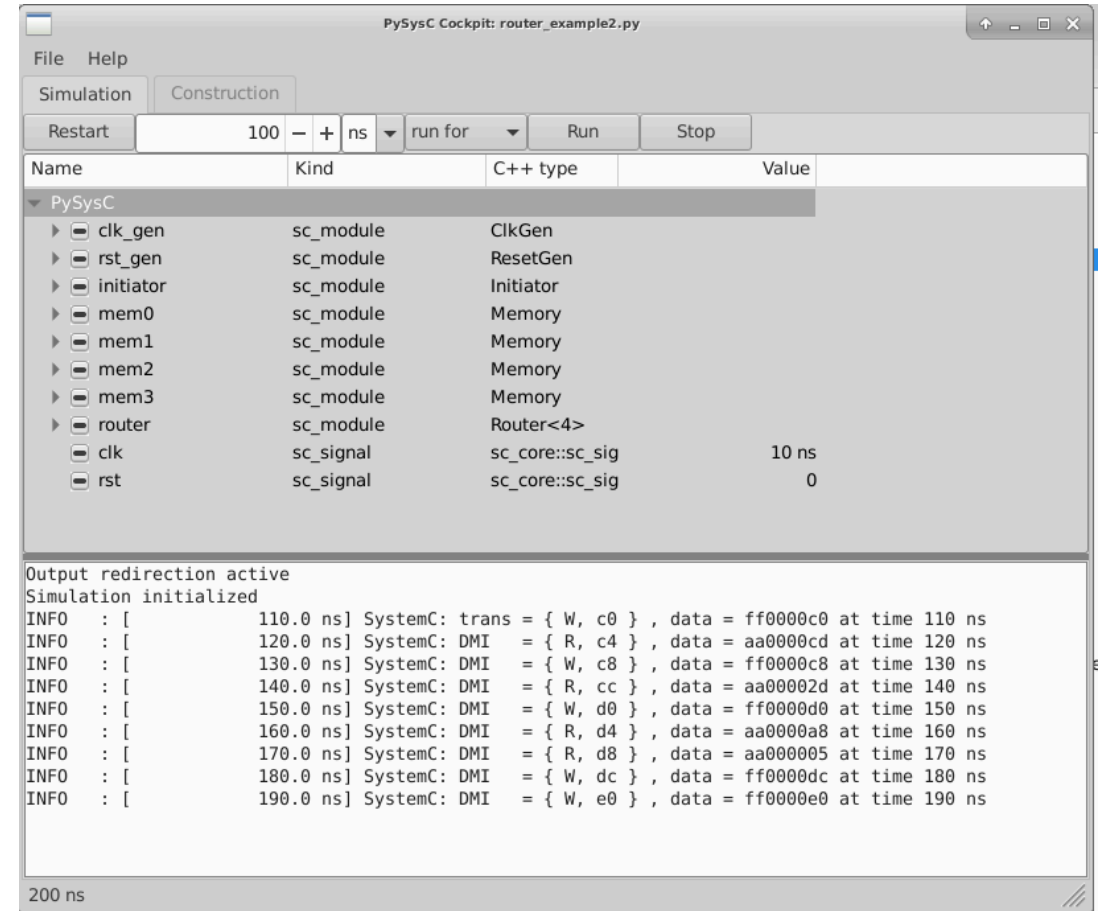 PySysC Cockpit: router_example2.py
File Help
Simulation Construction
Restart 100 − + ns run for Run Stop
Name Kind C++ type Value
PySysC
clk_gen sc_module ClkGen
rst_gen sc_module ResetGen
initiator sc_module Initiator
mem0 sc_module Memory
mem1 sc_module Memory
mem2 sc_module Memory
mem3 sc_module Memory
router sc_module Router<4>
clk sc_signal sc_core::sc_sig 10 ns
rst sc_signal sc_core::sc_sig 0
Output redirection active
Simulation initialized
INFO : [ 110.0 ns] SystemC: trans = { W, c0 } , data = ff0000c0 at time 110 ns
INFO : [ 120.0 ns] SystemC: DMI = { R, c4 } , data = aa0000cd at time 120 ns
INFO : [ 130.0 ns] SystemC: DMI = { W, c8 } , data = ff0000c8 at time 130 ns
INFO : [ 140.0 ns] SystemC: DMI = { R, cc } , data = aa00002d at time 140 ns
INFO : [ 150.0 ns] SystemC: DMI = { W, d0 } , data = ff0000d0 at time 150 ns
INFO : [ 160.0 ns] SystemC: DMI = { R, d4 } , data = aa0000a8 at time 160 ns
INFO : [ 170.0 ns] SystemC: DMI = { R, d8 } , data = aa000005 at time 170 ns
INFO : [ 180.0 ns] SystemC: DMI = { W, dc } , data = ff0000dc at time 180 ns
INFO : [ 190.0 ns] SystemC: DMI = { W, e0 } , data = ff0000e0 at time 190 ns
200 ns